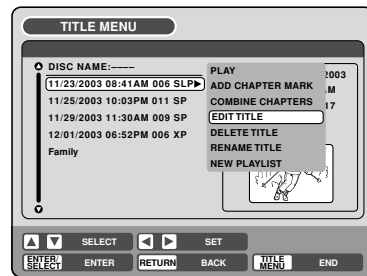 TITLE MENU
DISC NAME:----
11/23/2003 08:41AM 006 SLP▶
11/25/2003 10:03PM 011 SP
11/29/2003 11:30AM 009 SP
12/01/2003 06:52PM 006 XP
Family
PLAY
ADD CHAPTER MARK
COMBINE CHAPTERS
EDIT TITLE
DELETE TITLE
RENAME TITLE
NEW PLAYLIST
2003
M
17
SELECT SET
ENTER/SELECT ENTER RETURN BACK TITLE MENU END